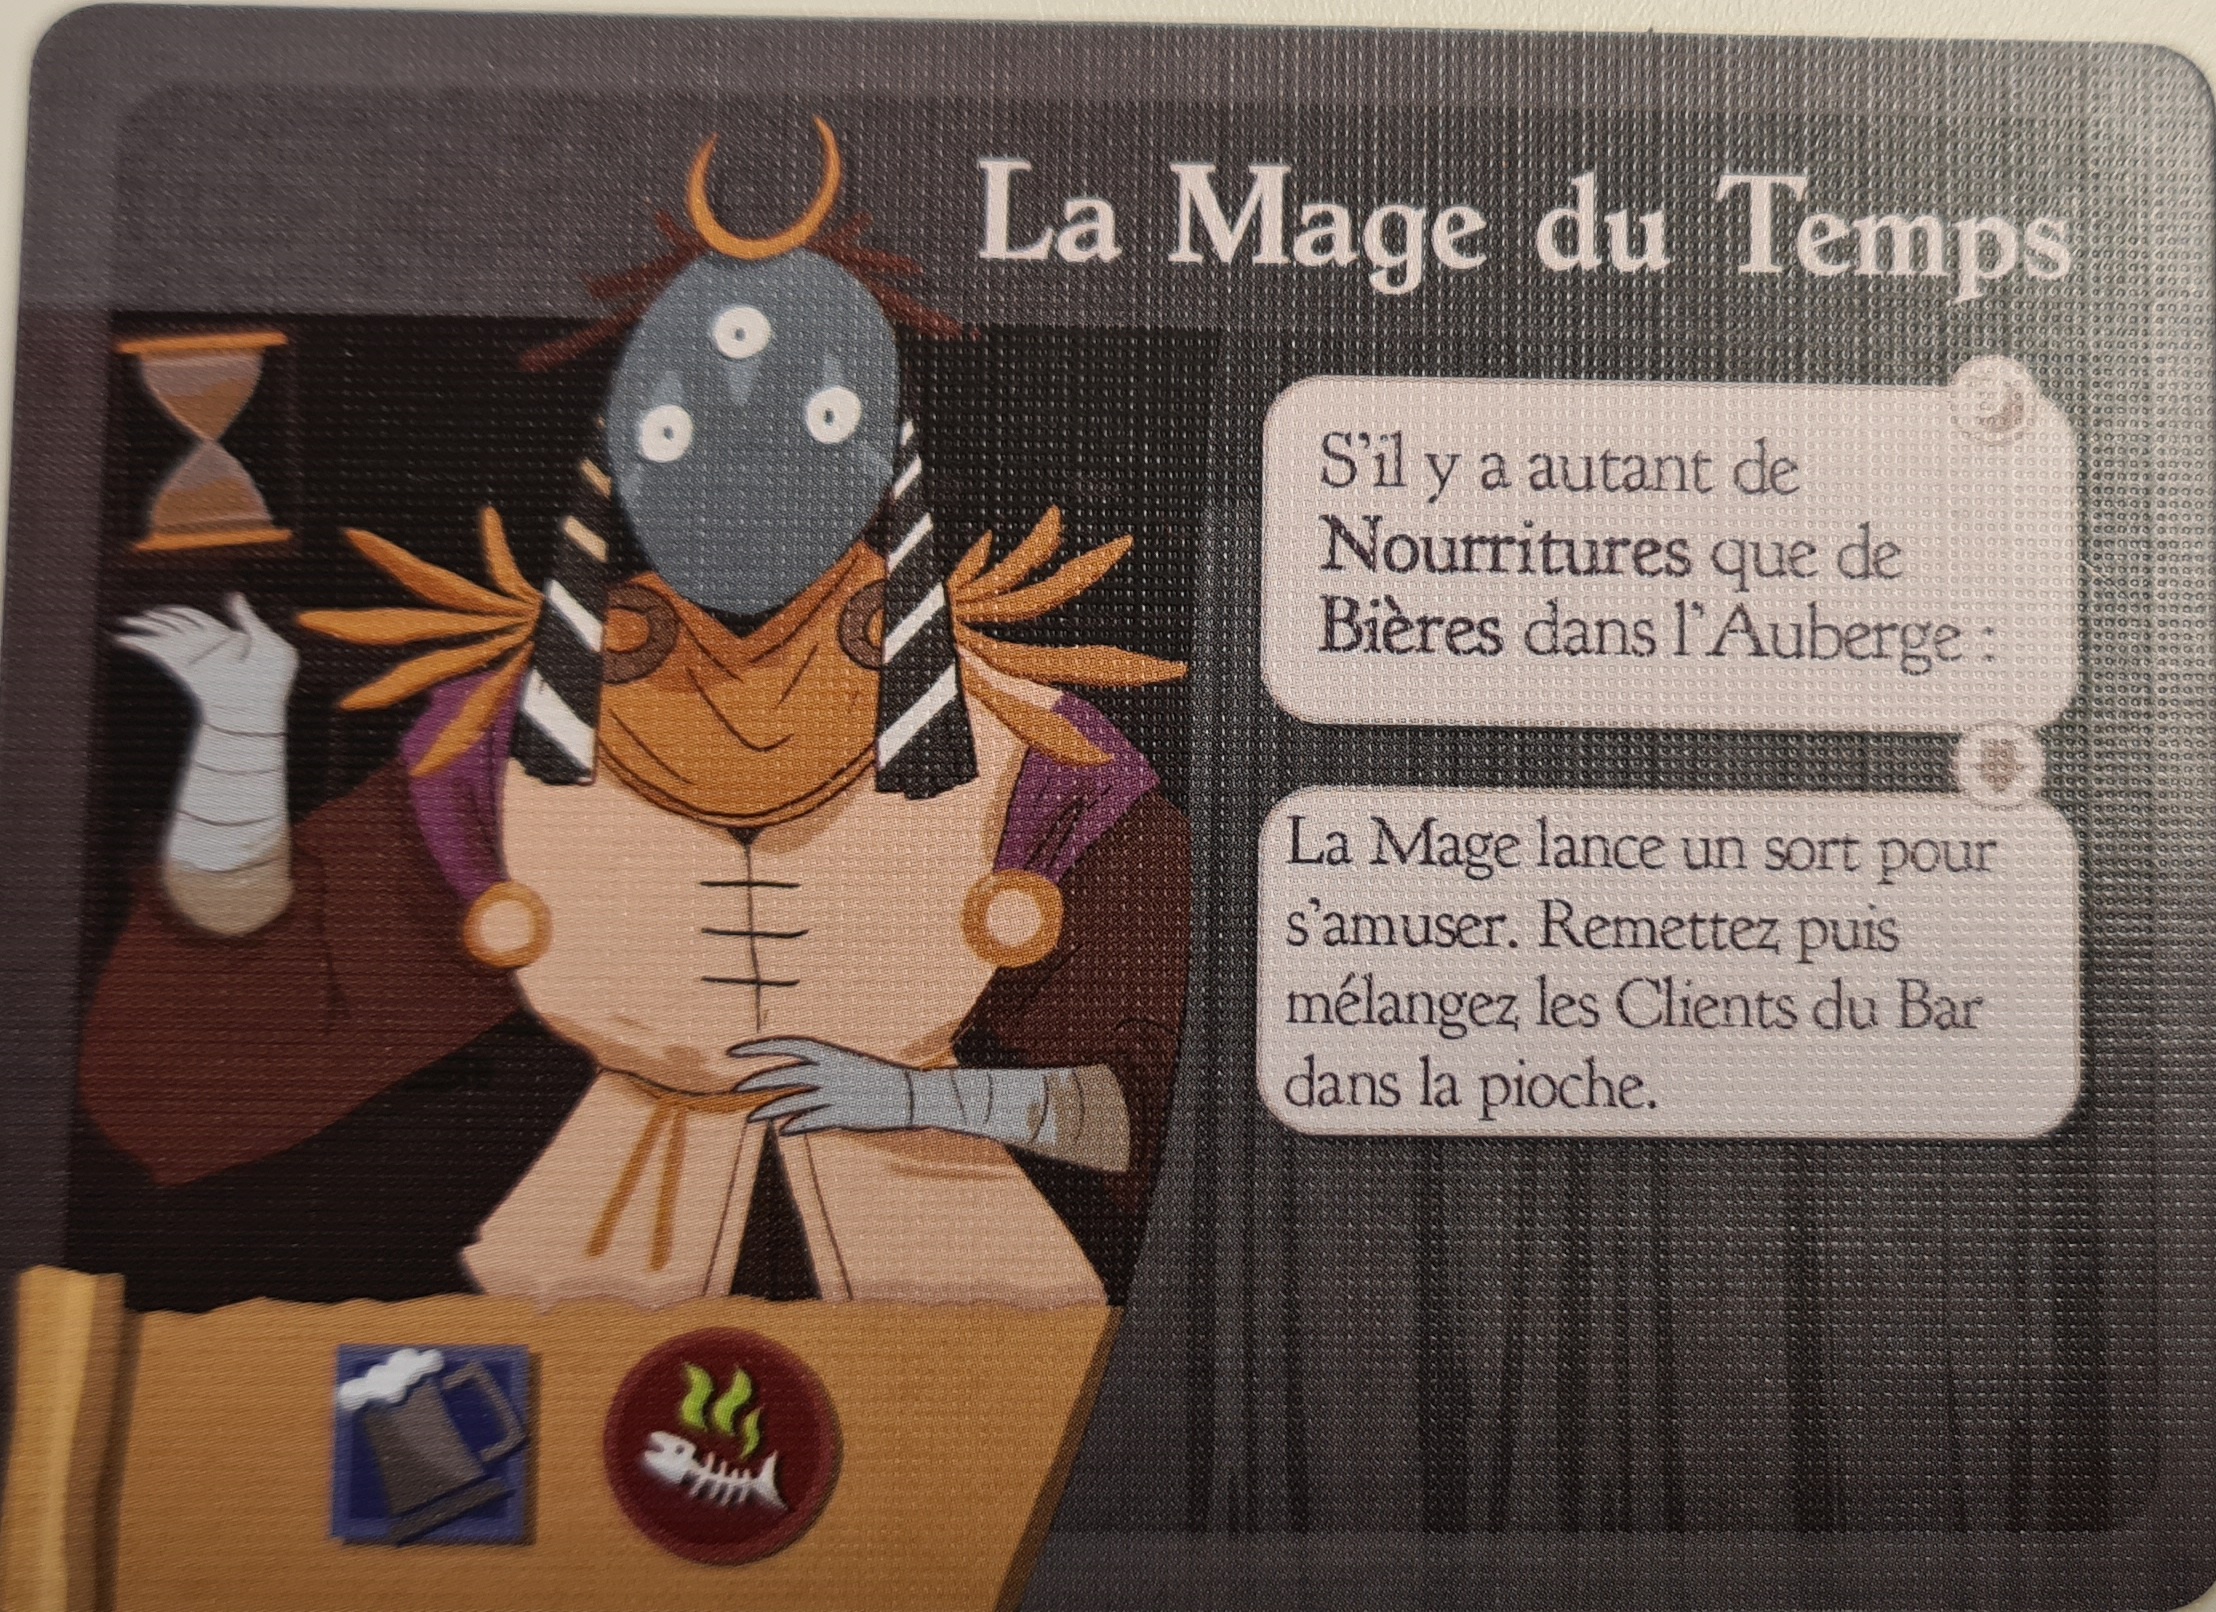 La Mage du Temps
S'il y a autant de
Nourritures que de
Bières dans l'Auberge :
La Mage lance un sort pour
s'amuser. Remettez puis
mélangez les Clients du Bar
dans la pioche.